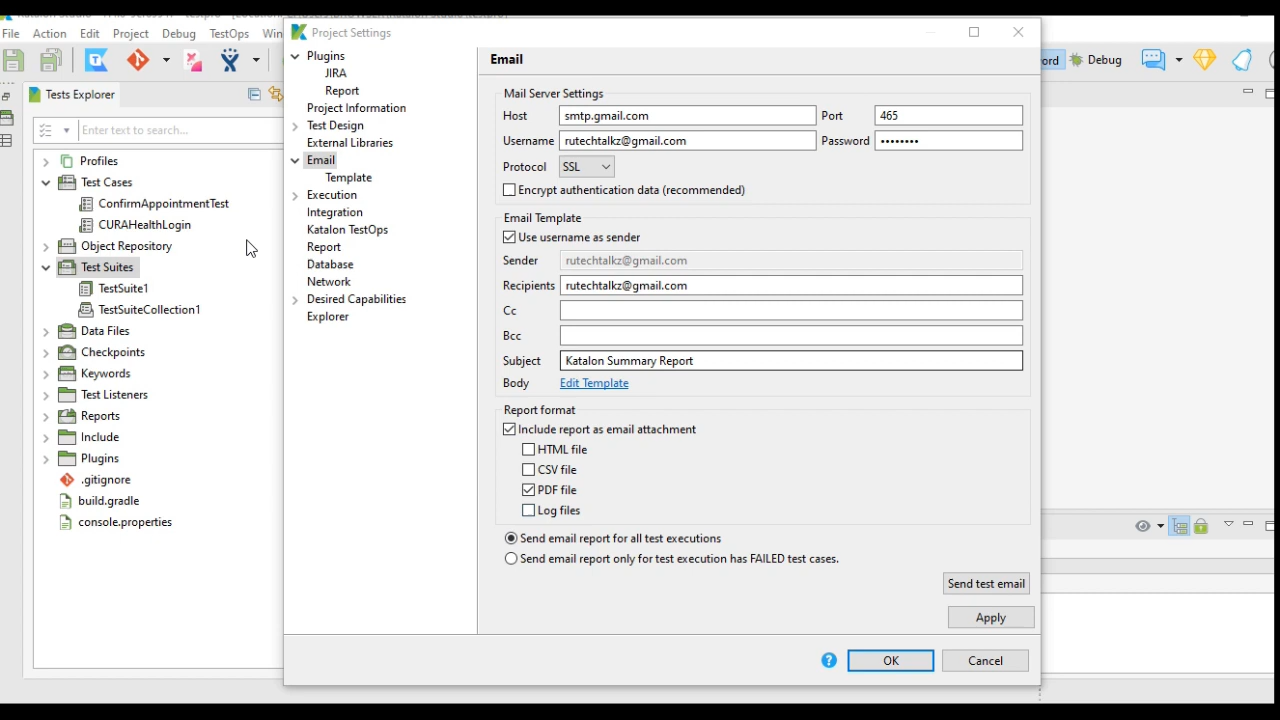 File Action Edit Project Debug TestOps Win
Project Settings
ord Debug
Tests Explorer
Enter text to search...
Profiles
Test Cases
ConfirmAppointmentTest
CURAHealthLogin
Object Repository
Test Suites
TestSuite1
TestSuiteCollection1
Data Files
Checkpoints
Keywords
Test Listeners
Reports
Include
Plugins
.gitignore
build.gradle
console.properties
Plugins
JIRA
Report
Project Information
Test Design
External Libraries
Email
Template
Execution
Integration
Katalon TestOps
Report
Database
Network
Desired Capabilities
Explorer
Email
Mail Server Settings
Host smtp.gmail.com Port 465
Username rutechtalkz@gmail.com Password ••••••••
Protocol SSL
Encrypt authentication data (recommended)
Email Template
Use username as sender
Sender rutechtalkz@gmail.com
Recipients rutechtalkz@gmail.com
Cc
Bcc
Subject Katalon Summary Report
Body Edit Template
Report format
Include report as email attachment
HTML file
CSV file
PDF file
Log files
Send email report for all test executions
Send email report only for test execution has FAILED test cases.
Send test email
Apply
? OK Cancel